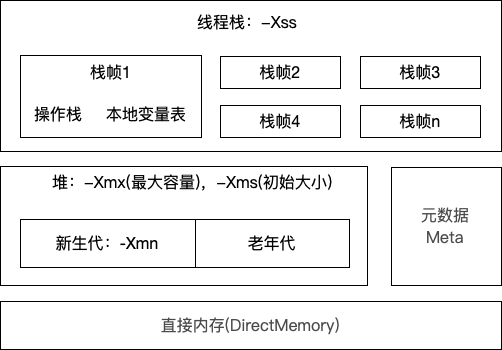 线程栈：-Xss
栈帧1
栈帧2
栈帧3
操作栈
本地变量表
栈帧4
栈帧n
堆：-Xmx(最大容量)，-Xms(初始大小)
新生代：-Xmn
老年代
元数据
Meta
直接内存(DirectMemory)